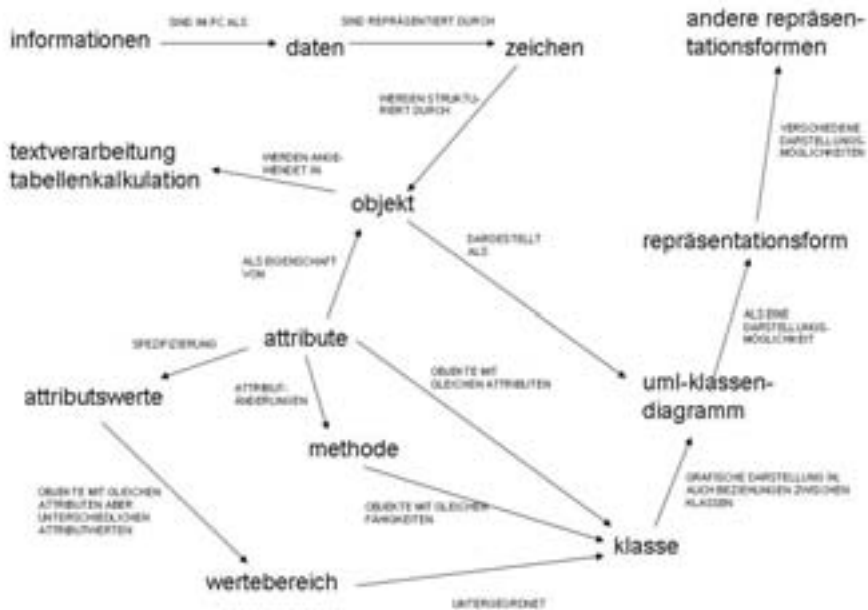 informationen
SIND IM PC ALS
daten
SIND REPRÄSENTIERT DURCH
zeichen
andere repräsen-
tationsformen
WERDEN STRUKTU-
RIERT DURCH
VERSCHIEDENE
DARSTELLUNGS-
MÖGLICHKEITEN
textverarbeitung
tabellenkalkulation
WERDEN ANGE-
WENDET IN
objekt
DARGESTELLT
ALS
repräsentationsform
ALS EIGENSCHAFT
VON
ALS EINE
DARSTELLUNGS-
MÖGLICHKEIT
attribute
SPEZIFIZIERUNG
OBJEKTE MIT
GLEICHEN ATTRIBUTEN
attributswerte
ATTRIBUT-
ÄNDERUNGEN
uml-klassen-
diagramm
methode
OBJEKTE MIT GLEICHEN
ATTRIBUTEN ABER
UNTERSCHIEDLICHEN
ATTRIBUTWERTEN
OBJEKTE MIT GLEICHEN
FÄHIGKEITEN
GRAFISCHE DARSTELLUNG IN,
AUCH BEZIEHUNGEN ZWISCHEN
KLASSEN
klasse
wertebereich
UNTERGEORDNET